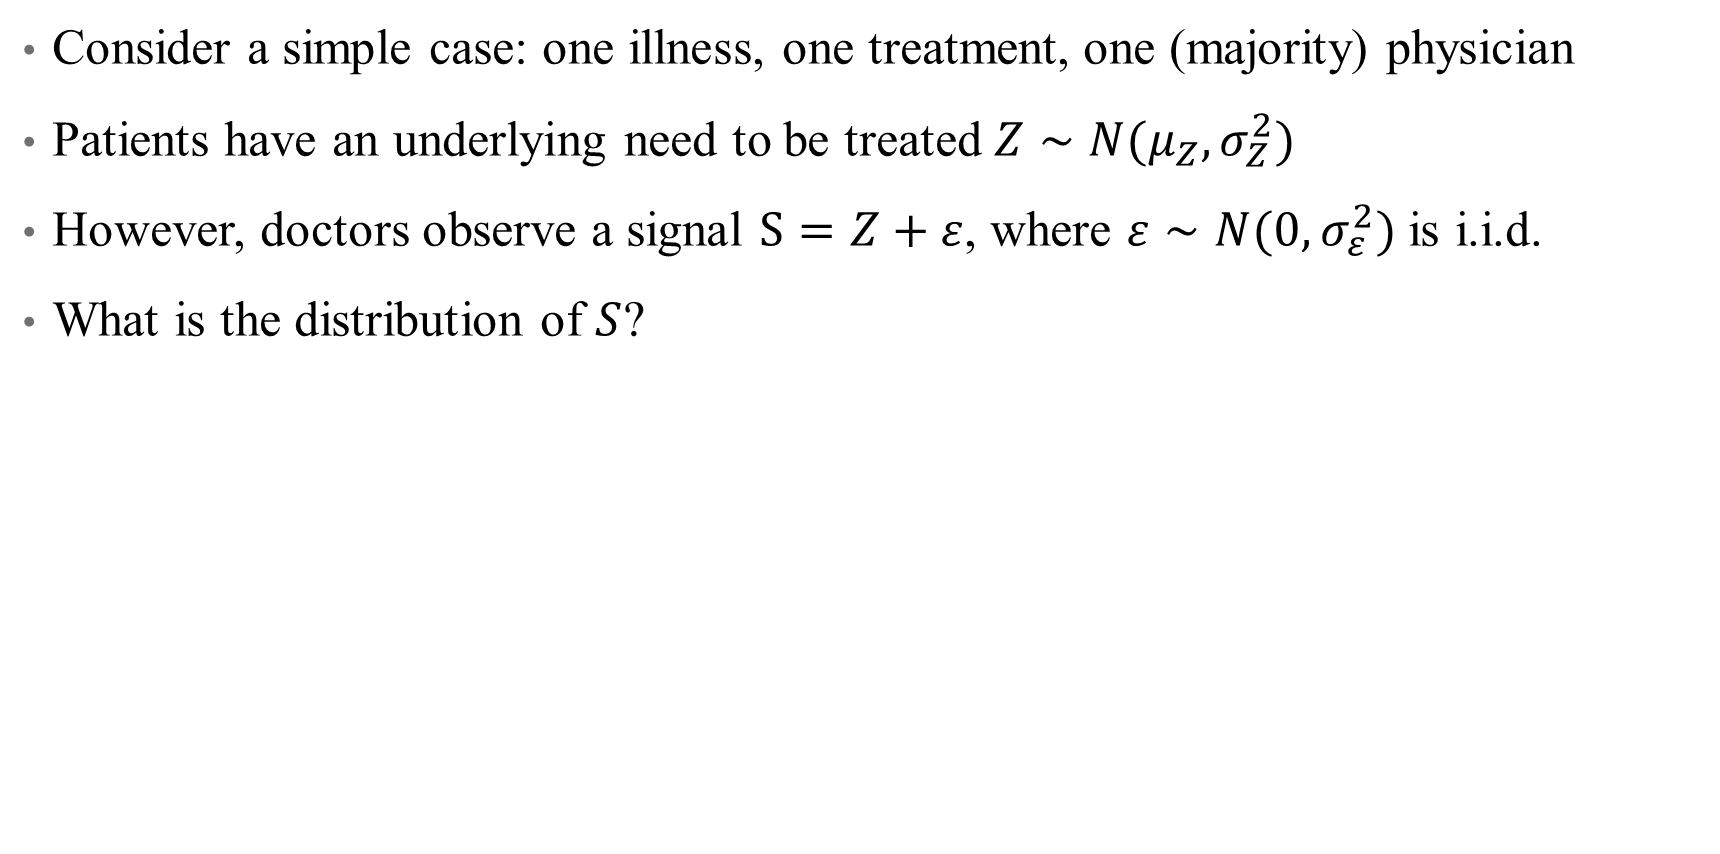 • Consider a simple case: one illness, one treatment, one (majority) physician
• Patients have an underlying need to be treated Z ~ N(μ_Z, σ_Z^2)
• However, doctors observe a signal S = Z + ε, where ε ~ N(0, σ_ε^2) is i.i.d.
• What is the distribution of S?